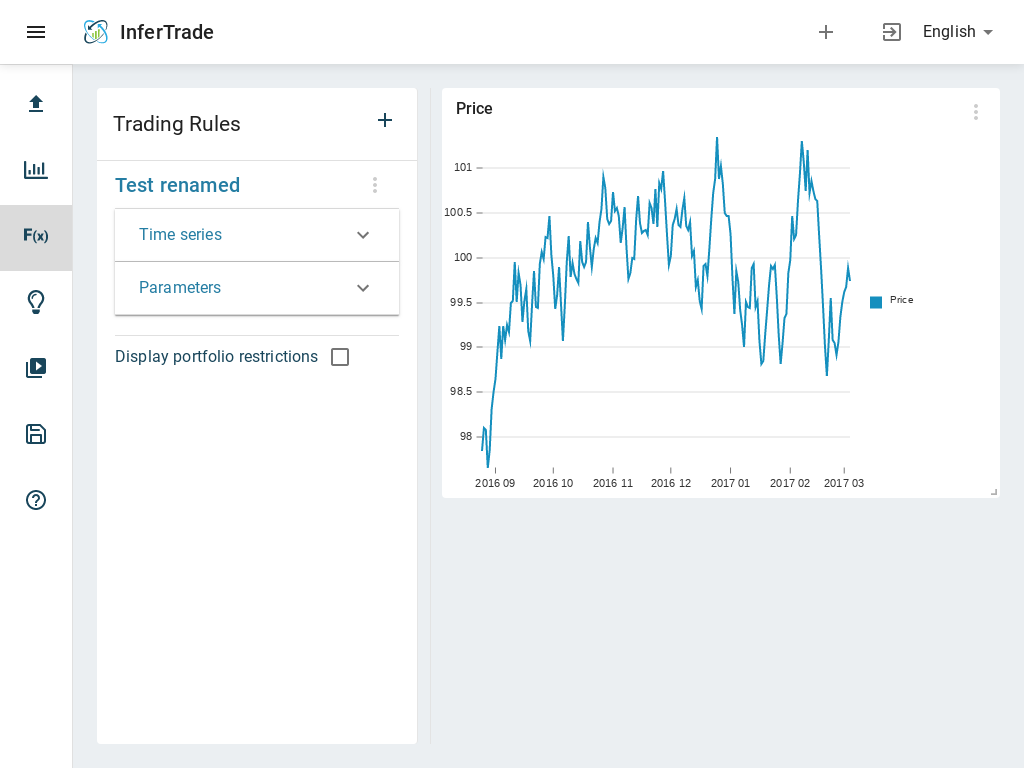 InferTrade
English
F(x)
Trading Rules
Test renamed
Time series
Parameters
Display portfolio restrictions
Price
101
100.5
100
99.5
99
98.5
98
2016 09 2016 10 2016 11 2016 12 2017 01 2017 02 2017 03
Price